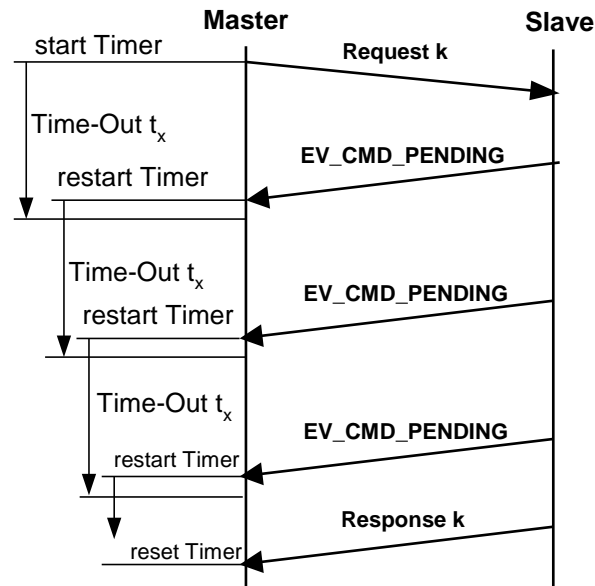 Master
Slave
start Timer
Request k
Time-Out tx
EV_CMD_PENDING
restart Timer
Time-Out tx
EV_CMD_PENDING
restart Timer
Time-Out tx
EV_CMD_PENDING
restart Timer
Response k
reset Timer